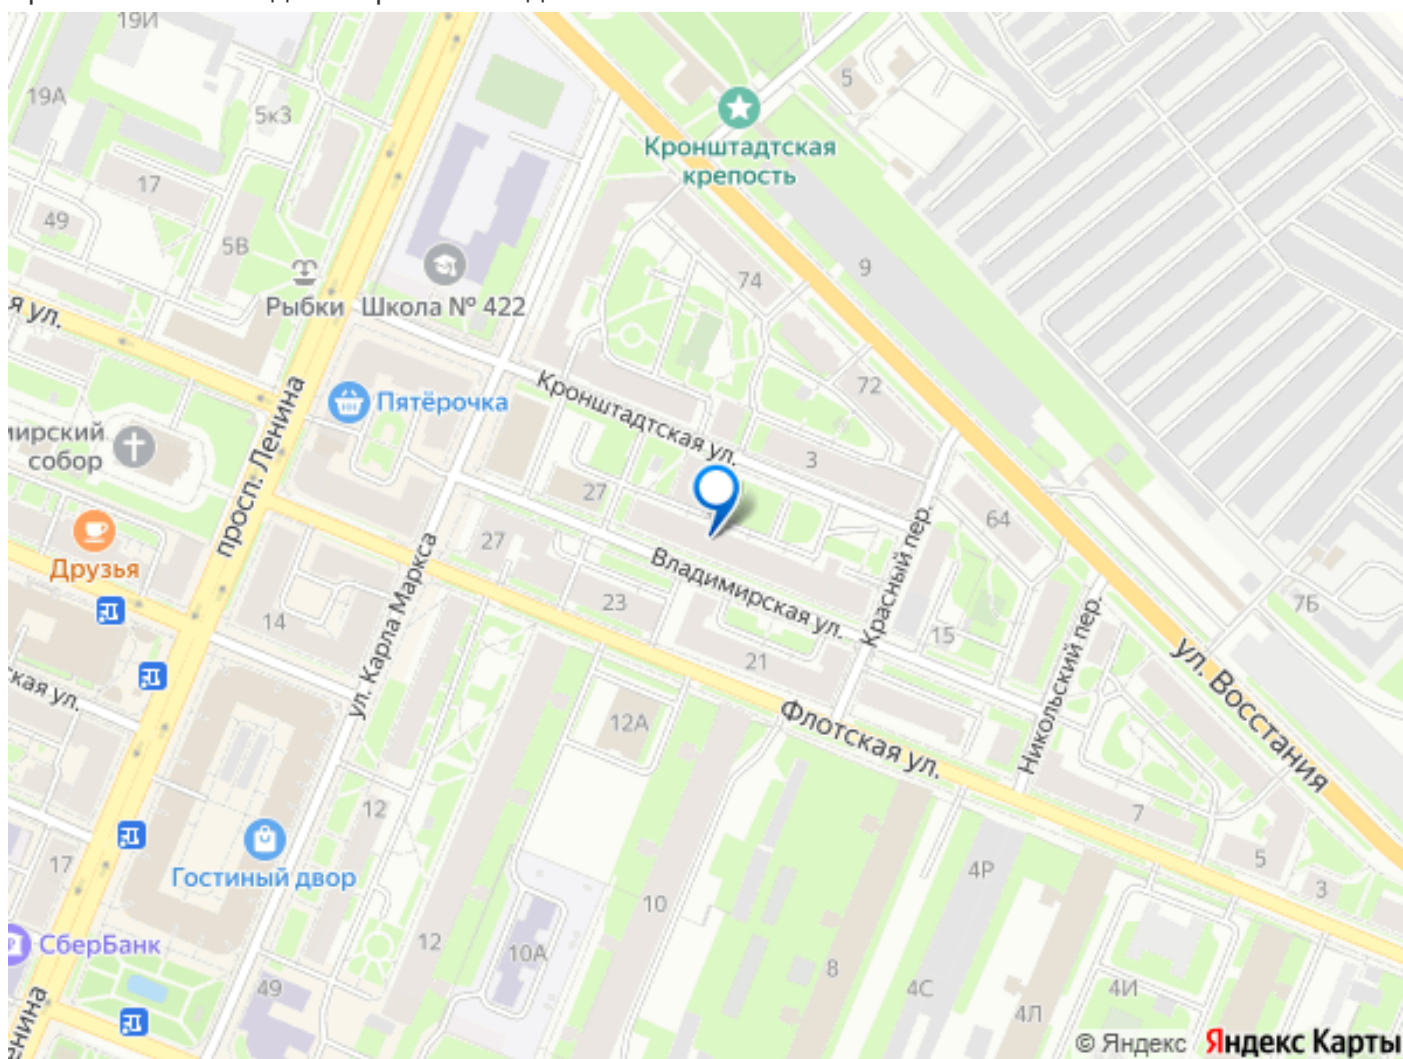 19И
19А
5к3
5
Кронштадтская
крепость
17
49
5В
74
9
Рыбки
Школа № 422
я ул.
72
Пятёрочка
Кронштадтская ул.
мирский
собор
просп. Ленина
3
27
64
27
Друзья
Владимирская ул.
Красный пер.
ул. Карла Маркса
23
14
15
7Б
21
Никольский пер.
ул. Восстания
кая ул.
12А
Флотская ул.
12
7
17
Гостиный двор
5
4Р
3
10
СберБанк
12
10А
8
49
4С
4И
4Л
енина
© Яндекс Яндекс Карты